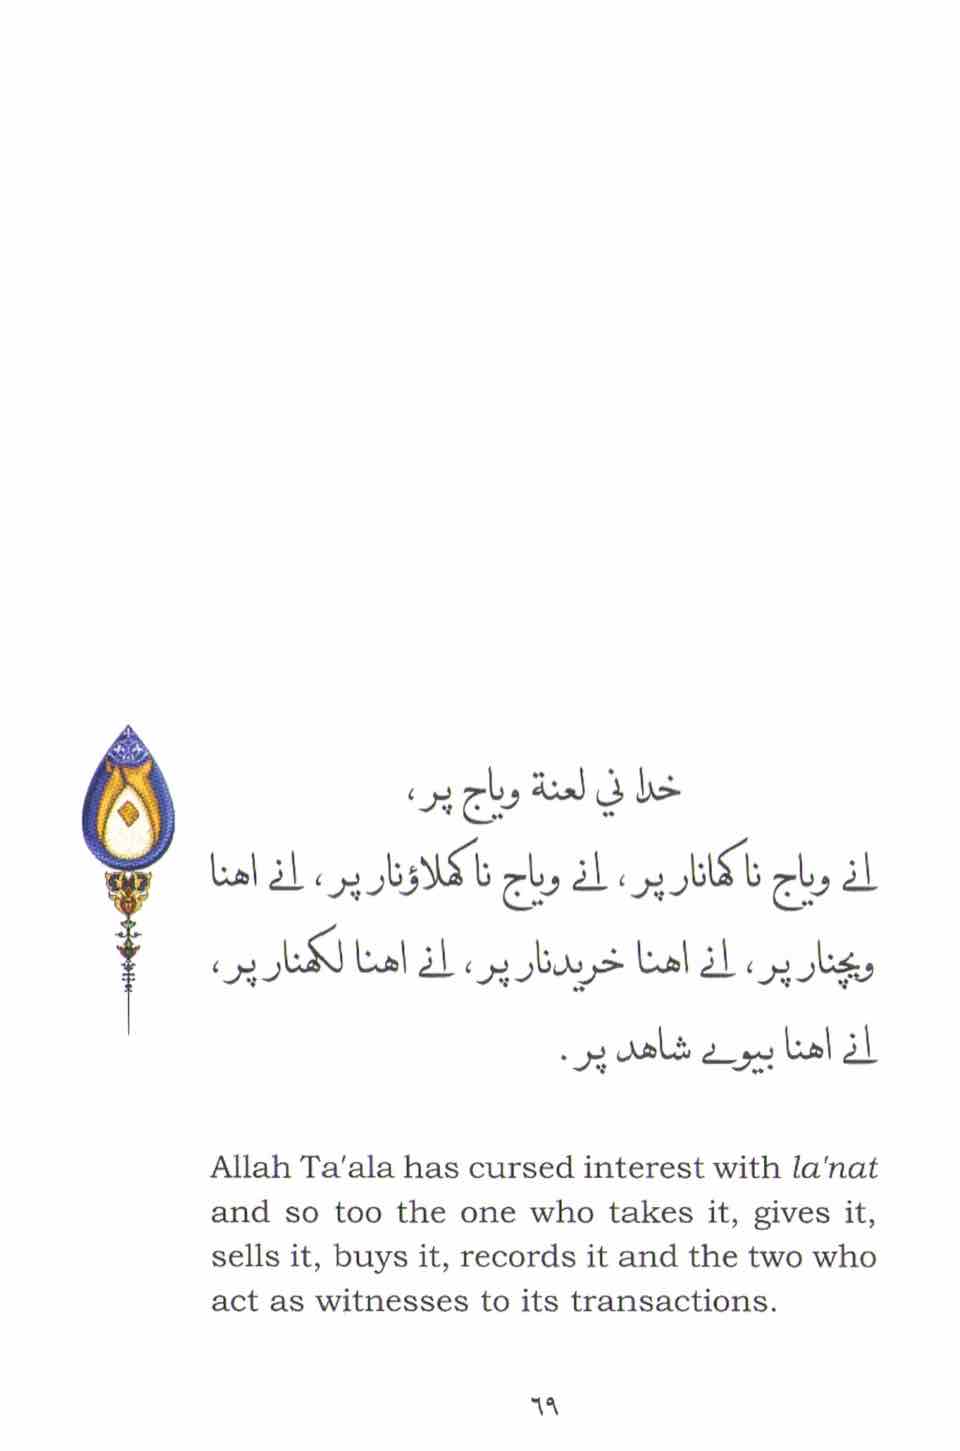 خدا ني لعنة وياج پر،
انے وياج نا كھانار پر، انے وياج نا كھلاؤنار پر، انے اهنا
ويچنار پر، انے اهنا خريدنار پر، انے اهنا لكھنار پر،
انے اهنا بيوے شاهد پر.
Allah Ta'ala has cursed interest with la'nat
and so too the one who takes it, gives it,
sells it, buys it, records it and the two who
act as witnesses to its transactions.
٦٩